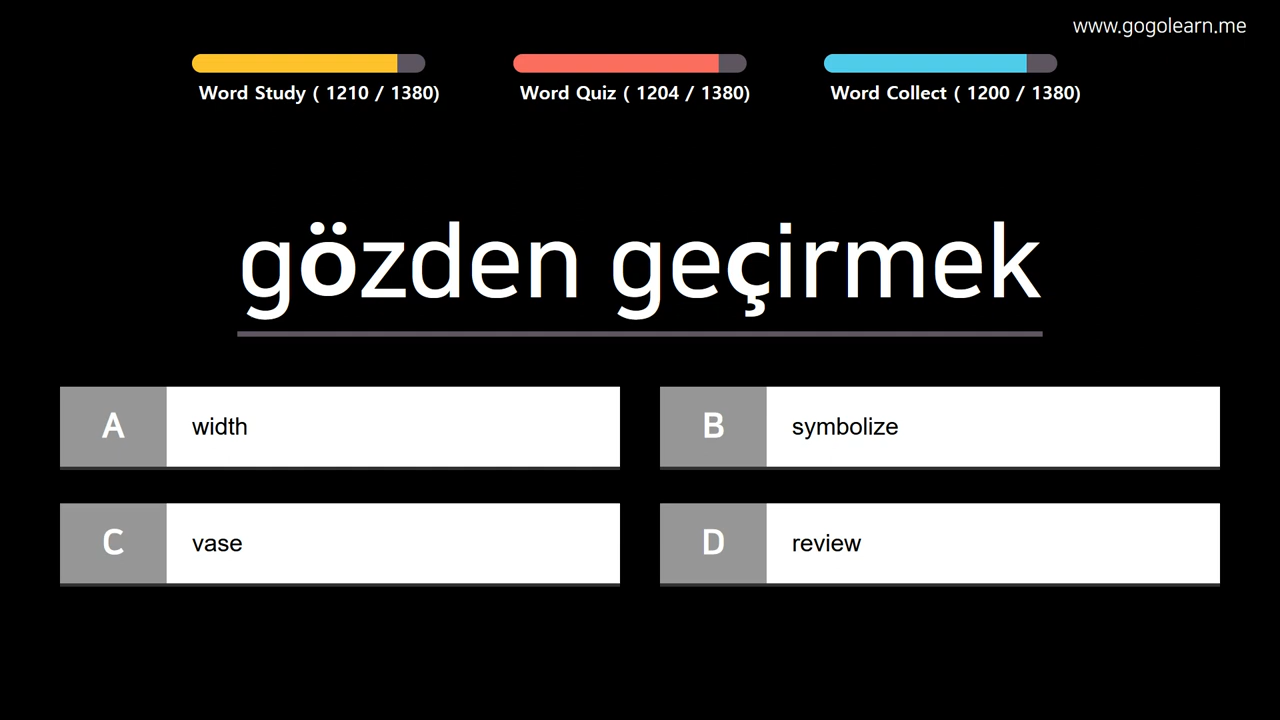 www.gogolearn.me
Word Study ( 1210 / 1380)
Word Quiz ( 1204 / 1380)
Word Collect ( 1200 / 1380)
gözden geçirmek
A width
B symbolize
C vase
D review